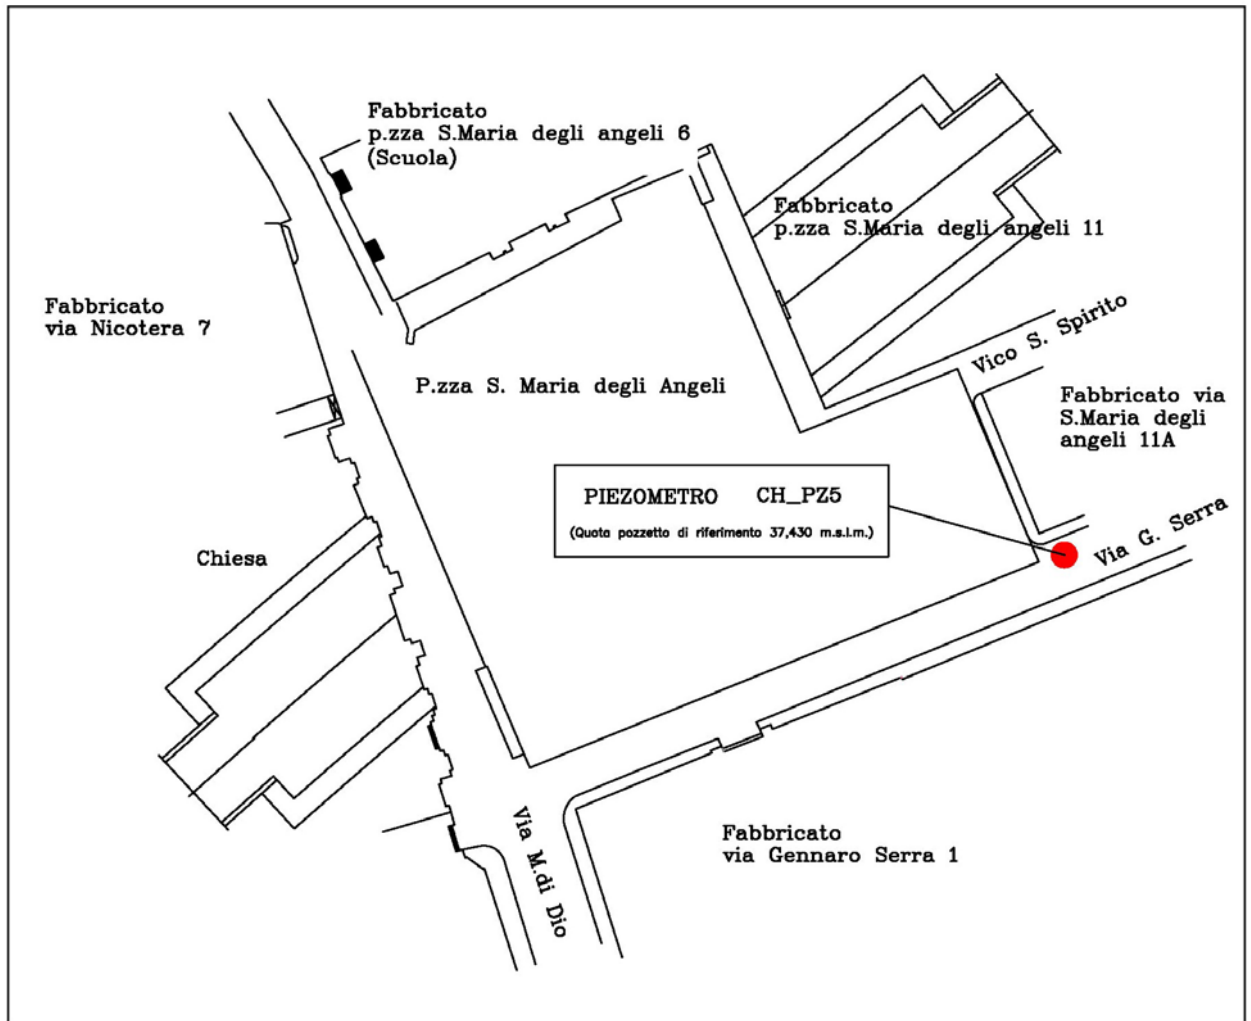 Fabbricato
p.zza S.Maria degli angeli 6
(Scuola)
Fabbricato
p.zza S.Maria degli angeli 11
Fabbricato
via Nicotera 7
Vico S. Spirito
P.zza S. Maria degli Angeli
Fabbricato via
S.Maria degli
angeli 11A
PIEZOMETRO CH_PZ5
(Quota pozzetto di riferimento 37,430 m.s.l.m.)
Via G. Serra
Chiesa
Via M.di Dio
Fabbricato
via Gennaro Serra 1